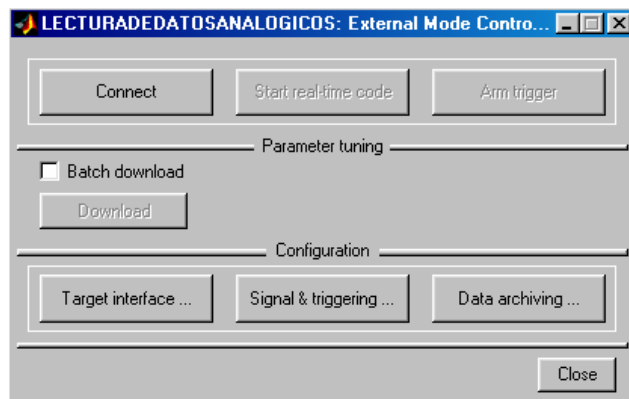 LECTURADEDATOSANALOGICOS: External Mode Contro...
Connect Start real-time code Arm trigger
Parameter tuning
Batch download
Download
Configuration
Target interface ... Signal & triggering ... Data archiving ...
Close